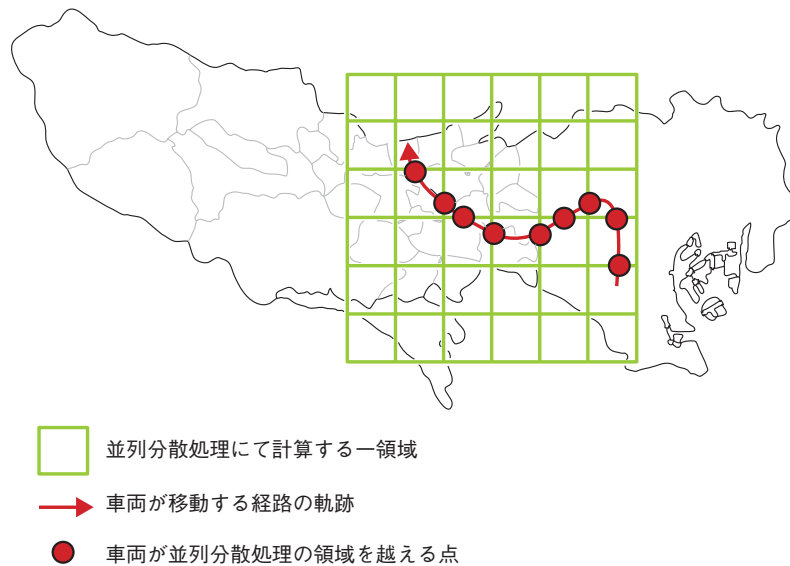 並列分散処理にて計算する一領域
車両が移動する経路の軌跡
車両が並列分散処理の領域を越える点